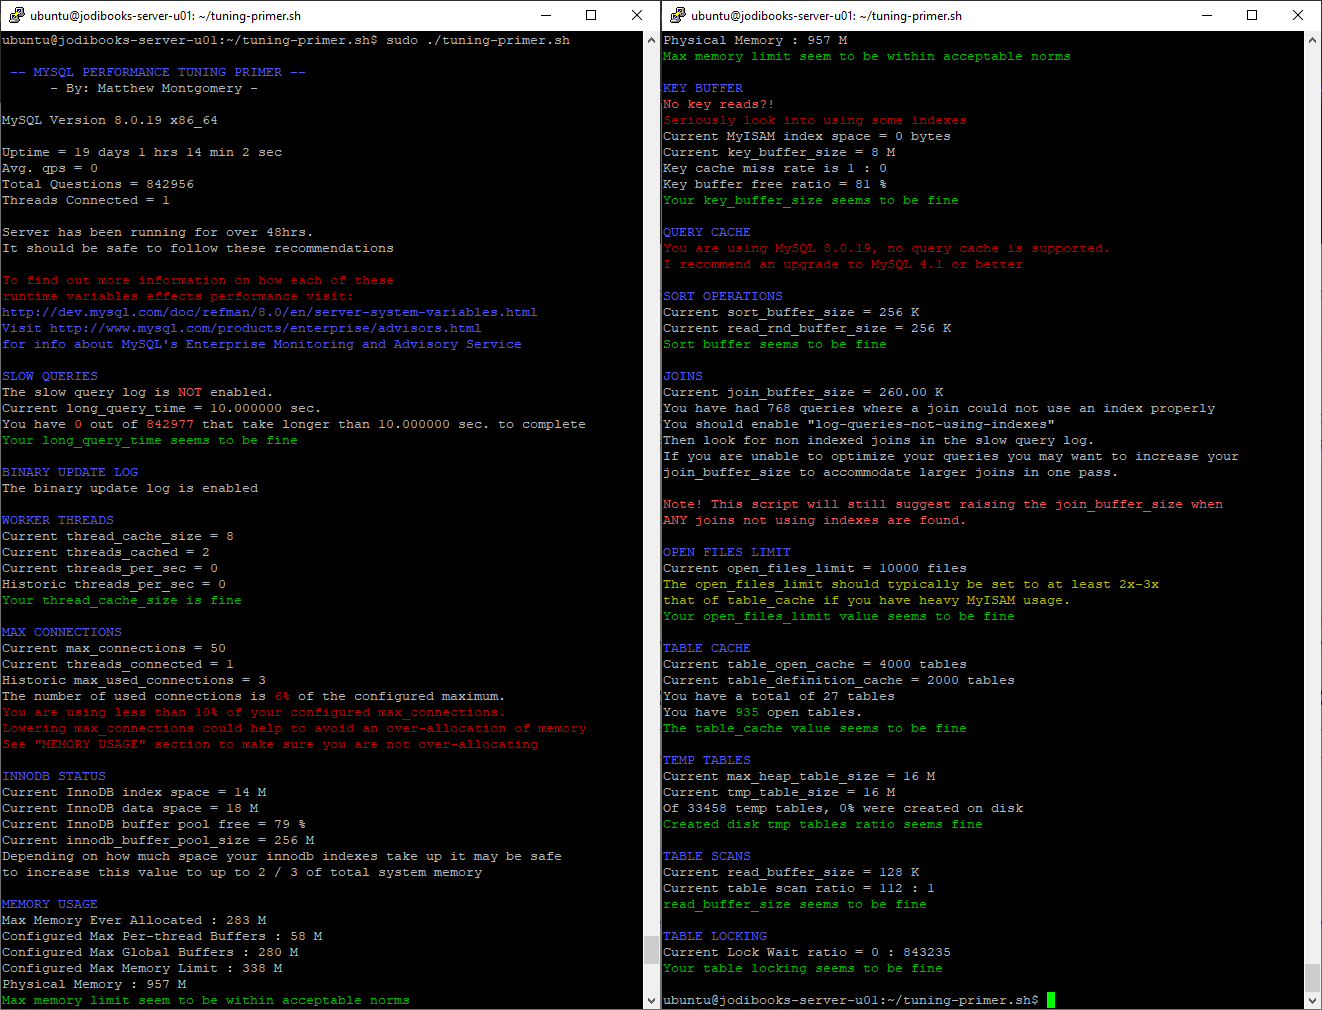 ubuntu@jodibooks-server-u01: ~/tuning-primer.sh
ubuntu@jodibooks-server-u01:~/tuning-primer.sh$ sudo ./tuning-primer.sh
-- MYSQL PERFORMANCE TUNING PRIMER --
- By: Matthew Montgomery -
MySQL Version 8.0.19 x86_64
Uptime = 19 days 1 hrs 14 min 2 sec
Avg. qps = 0
Total Questions = 842956
Threads Connected = 1
Server has been running for over 48hrs.
It should be safe to follow these recommendations
To find out more information on how each of these
runtime variables effects performance visit:
http://dev.mysql.com/doc/refman/8.0/en/server-system-variables.html
Visit http://www.mysql.com/products/enterprise/advisors.html
for info about MySQL's Enterprise Monitoring and Advisory Service
SLOW QUERIES
The slow query log is NOT enabled.
Current long_query_time = 10.000000 sec.
You have 0 out of 842977 that take longer than 10.000000 sec. to complete
Your long_query_time seems to be fine
BINARY UPDATE LOG
The binary update log is enabled
WORKER THREADS
Current thread_cache_size = 8
Current threads_cached = 2
Current threads_per_sec = 0
Historic threads_per_sec = 0
Your thread_cache_size is fine
MAX CONNECTIONS
Current max_connections = 50
Current threads_connected = 1
Historic max_used_connections = 3
The number of used connections is 6% of the configured maximum.
You are using less than 10% of your configured max_connections.
Lowering max_connections could help to avoid an over-allocation of memory
See "MEMORY USAGE" section to make sure you are not over-allocating
INNODB STATUS
Current InnoDB index space = 14 M
Current InnoDB data space = 18 M
Current InnoDB buffer pool free = 79 %
Current innodb_buffer_pool_size = 256 M
Depending on how much space your innodb indexes take up it may be safe
to increase this value to up to 2 / 3 of total system memory
MEMORY USAGE
Max Memory Ever Allocated : 283 M
Configured Max Per-thread Buffers : 58 M
Configured Max Global Buffers : 280 M
Configured Max Memory Limit : 338 M
Physical Memory : 957 M
Max memory limit seem to be within acceptable norms
ubuntu@jodibooks-server-u01: ~/tuning-primer.sh
Physical Memory : 957 M
Max memory limit seem to be within acceptable norms
KEY BUFFER
No key reads?!
Seriously look into using some indexes
Current MyISAM index space = 0 bytes
Current key_buffer_size = 8 M
Key cache miss rate is 1 : 0
Key buffer free ratio = 81 %
Your key_buffer_size seems to be fine
QUERY CACHE
You are using MySQL 8.0.19, no query cache is supported.
I recommend an upgrade to MySQL 4.1 or better
SORT OPERATIONS
Current sort_buffer_size = 256 K
Current read_rnd_buffer_size = 256 K
Sort buffer seems to be fine
JOINS
Current join_buffer_size = 260.00 K
You have had 768 queries where a join could not use an index properly
You should enable "log-queries-not-using-indexes"
Then look for non indexed joins in the slow query log.
If you are unable to optimize your queries you may want to increase your
join_buffer_size to accommodate larger joins in one pass.
Note! This script will still suggest raising the join_buffer_size when
ANY joins not using indexes are found.
OPEN FILES LIMIT
Current open_files_limit = 10000 files
The open_files_limit should typically be set to at least 2x-3x
that of table_cache if you have heavy MyISAM usage.
Your open_files_limit value seems to be fine
TABLE CACHE
Current table_open_cache = 4000 tables
Current table_definition_cache = 2000 tables
You have a total of 27 tables
You have 935 open tables.
The table_cache value seems to be fine
TEMP TABLES
Current max_heap_table_size = 16 M
Current tmp_table_size = 16 M
Of 33458 temp tables, 0% were created on disk
Created disk tmp tables ratio seems fine
TABLE SCANS
Current read_buffer_size = 128 K
Current table scan ratio = 112 : 1
read_buffer_size seems to be fine
TABLE LOCKING
Current Lock Wait ratio = 0 : 843235
Your table locking seems to be fine
ubuntu@jodibooks-server-u01:~/tuning-primer.sh$